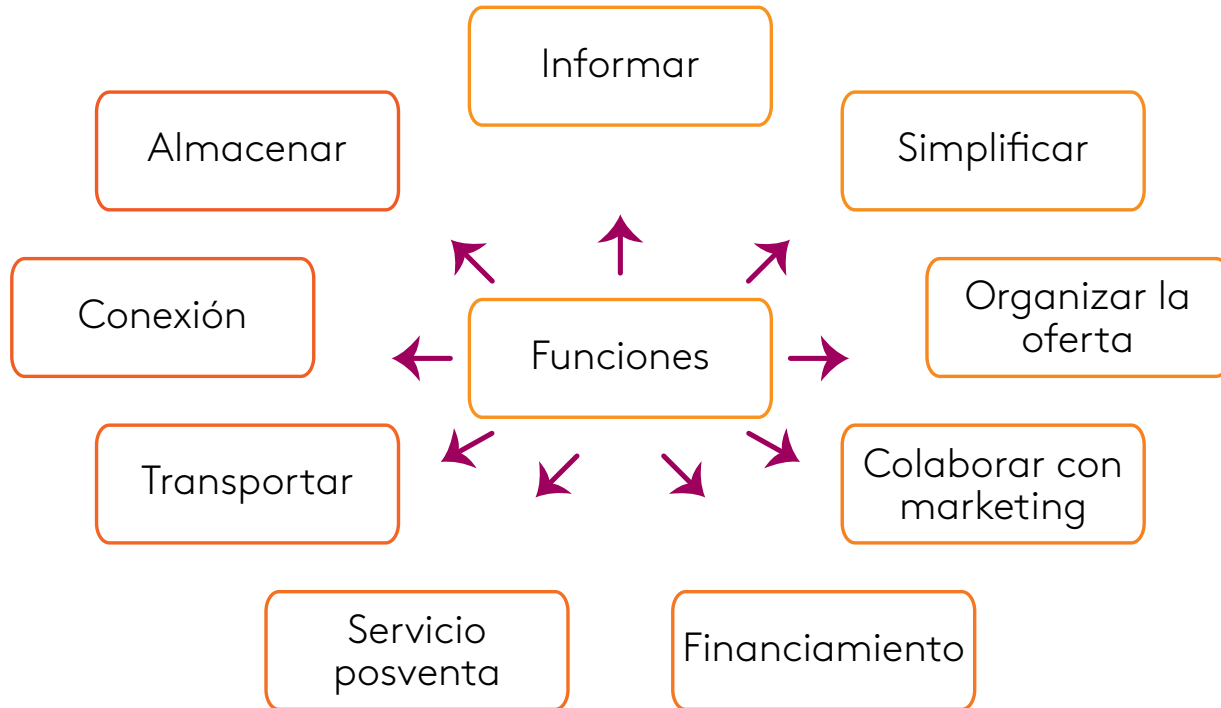 Informar
Almacenar
Simplificar
Conexión
Funciones
Organizar la
oferta
Transportar
Colaborar con
marketing
Servicio
posventa
Financiamiento